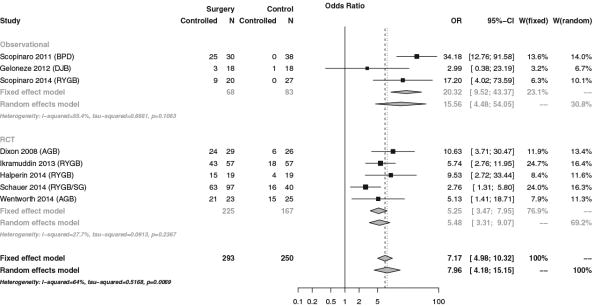 Surgery Control Odds Ratio
Study Controlled N Controlled N OR 95%-CI W(fixed) W(random)
Observational
Scopinaro 2011 (BPD) 25 30 0 38 34.18 [12.76; 91.58] 13.6% 14.0%
Geloneze 2012 (DJB) 3 18 1 18 2.99 [ 0.38; 23.19] 3.2% 6.7%
Scopinaro 2014 (RYGB) 9 20 0 27 17.20 [ 4.02; 73.59] 6.3% 10.1%
Fixed effect model 68 83 20.32 [ 9.52; 43.37] 23.1% ---
Random effects model 15.56 [ 4.48; 54.05] --- 30.8%
Heterogeneity: I-squared=55.4%, tau-squared=0.6661, p=0.1063
RCT
Dixon 2008 (AGB) 24 29 6 26 10.63 [ 3.71; 30.47] 11.9% 13.4%
Ikramuddin 2013 (RYGB) 43 57 18 57 5.74 [ 2.76; 11.95] 24.7% 16.4%
Halperin 2014 (RYGB) 15 19 4 19 9.53 [ 2.72; 33.44] 8.4% 11.6%
Schauer 2014 (RYGB/SG) 63 97 16 40 2.76 [ 1.31; 5.80] 24.0% 16.3%
Wentworth 2014 (AGB) 21 23 15 25 5.13 [ 1.41; 18.71] 7.9% 11.3%
Fixed effect model 225 167 5.25 [ 3.47; 7.95] 76.9% ---
Random effects model 5.48 [ 3.31; 9.07] --- 69.2%
Heterogeneity: I-squared=27.7%, tau-squared=0.0913, p=0.2367
Fixed effect model 293 250 7.17 [ 4.98; 10.32] 100% ---
Random effects model 7.96 [ 4.18; 15.15] --- 100%
Heterogeneity: I-squared=64%, tau-squared=0.5168, p=0.0069
0.1 0.2 0.5 1 2 5 100